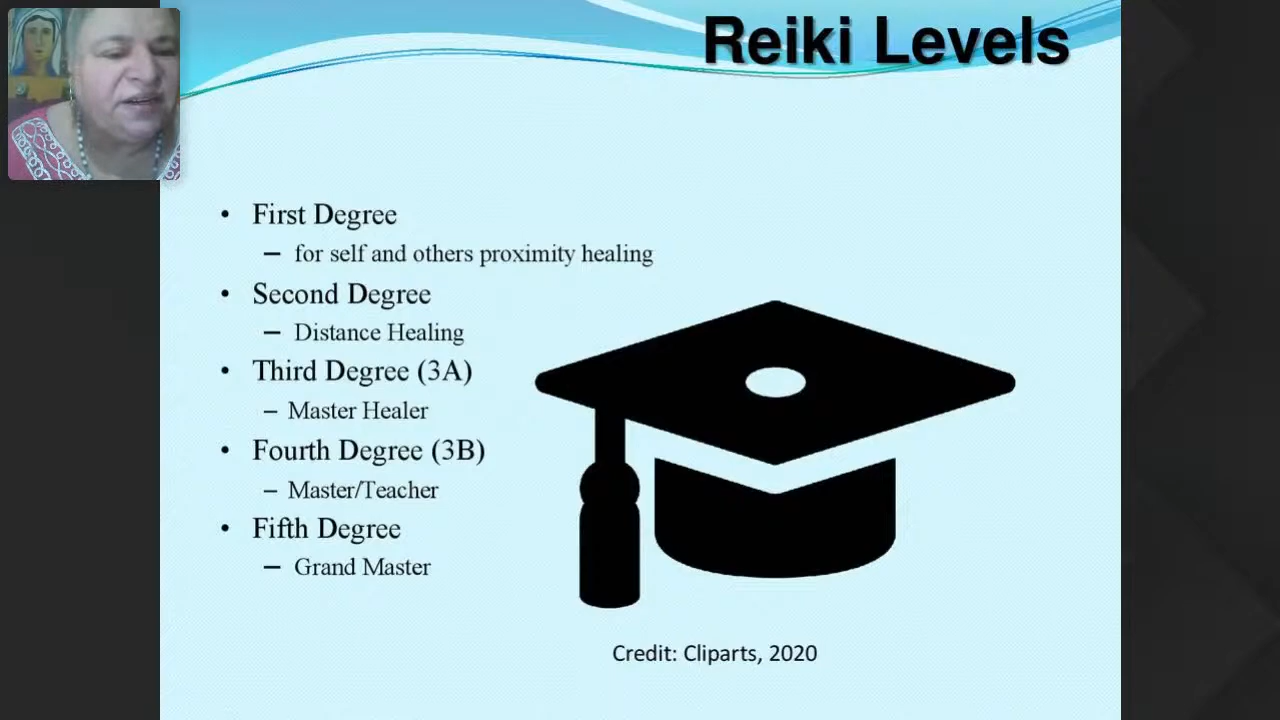 Reiki Levels
• First Degree
– for self and others proximity healing
• Second Degree
– Distance Healing
• Third Degree (3A)
– Master Healer
• Fourth Degree (3B)
– Master/Teacher
• Fifth Degree
– Grand Master
Credit: Cliparts, 2020